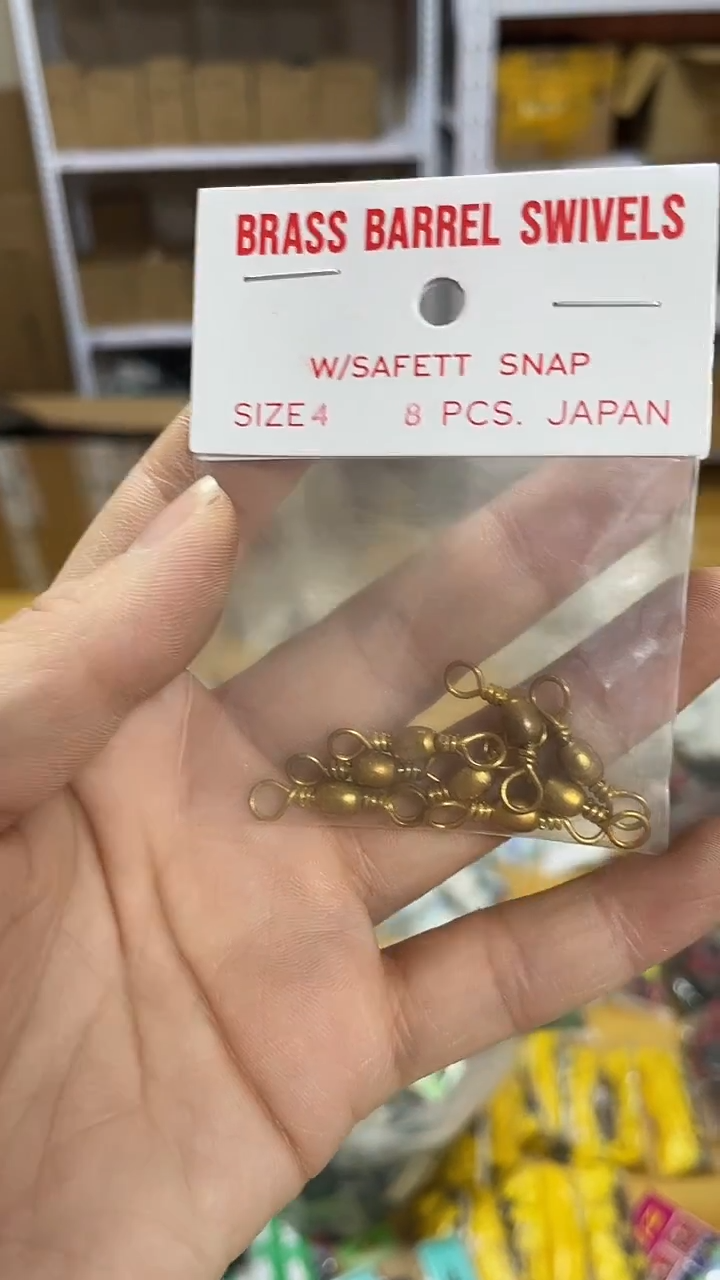 BRASS BARREL SWIVELS
W/SAFETT SNAP
SIZE 4 8 PCS. JAPAN